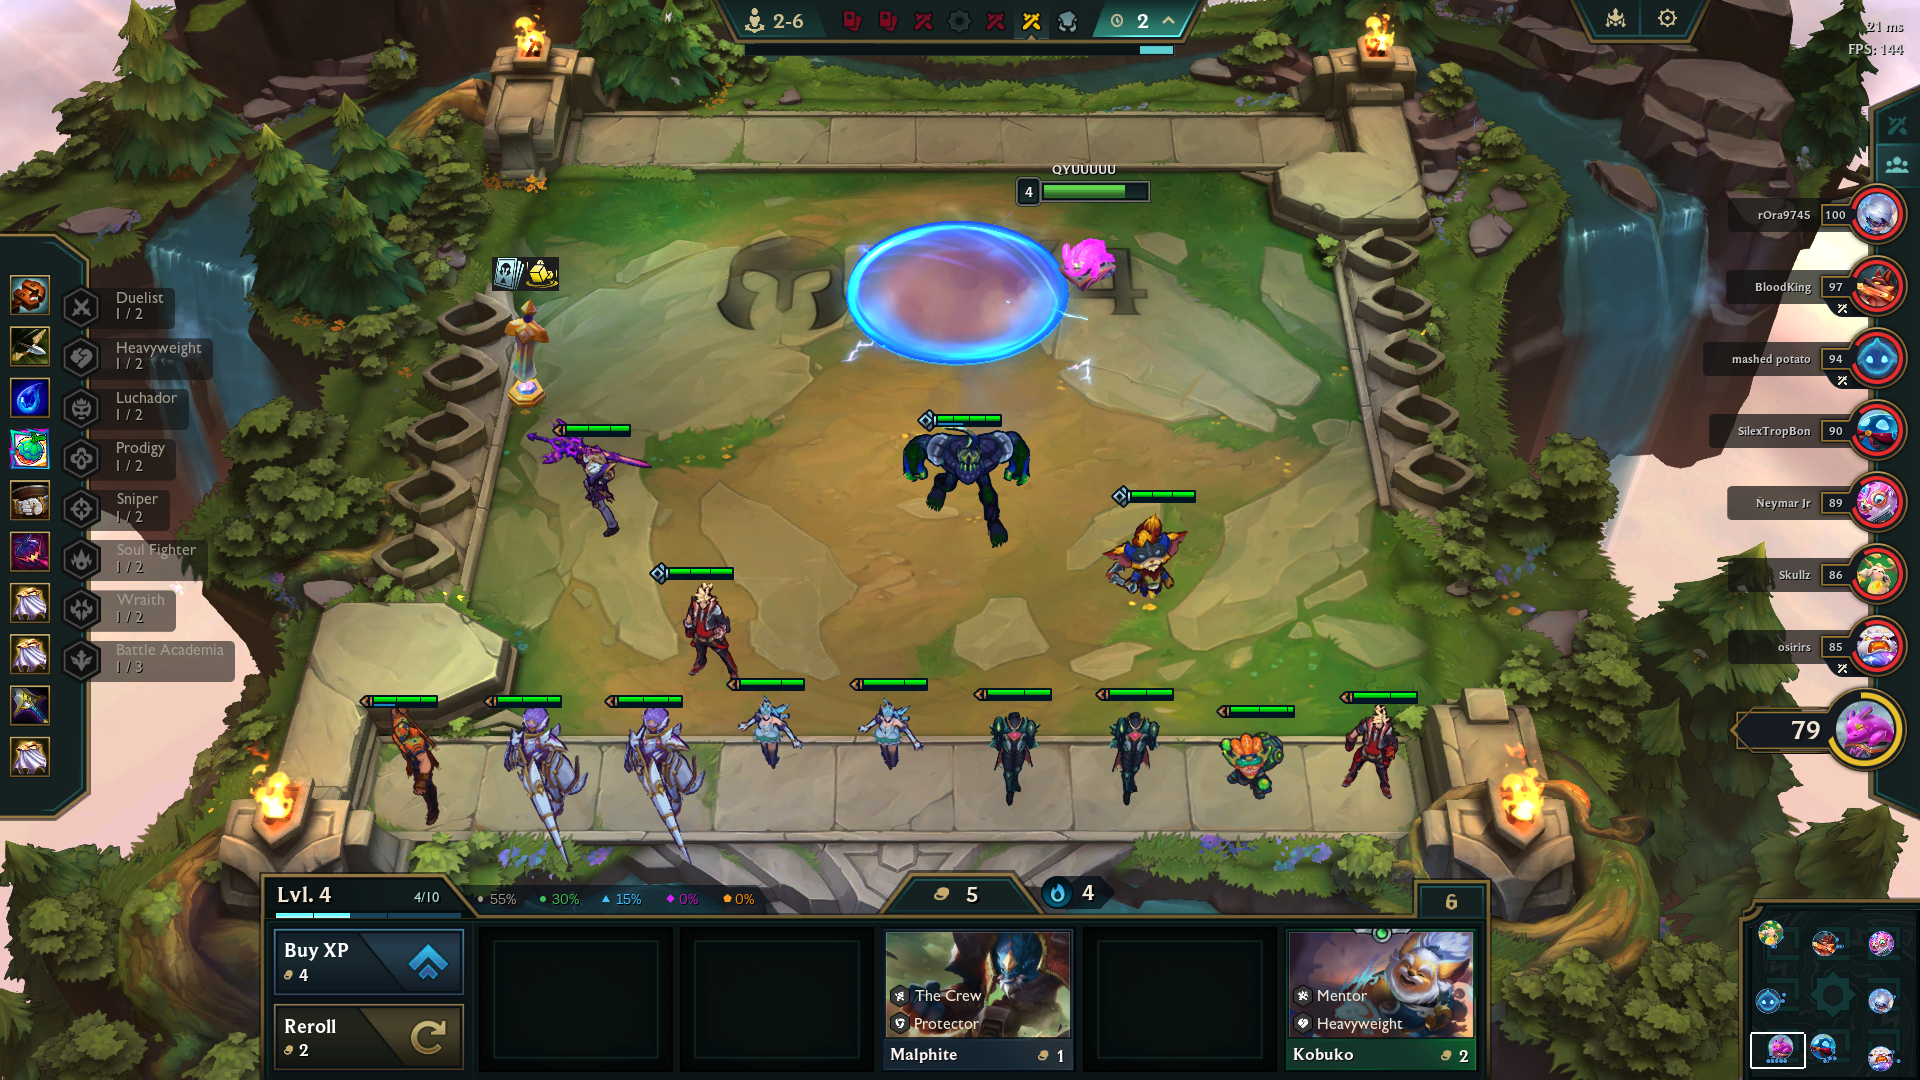 2-6
2
21 ms
FPS: 144
QYUUUUU
4
4
rOra9745 100
BloodKing 97
mashed potato 94
SilexTropBon 90
Ñeymar Jr 89
Skullz 86
osirirs 85
79
Duelist
1 / 2
Heavyweight
1 / 2
Luchador
1 / 2
Prodigy
1 / 2
Sniper
1 / 2
Soul Fighter
1 / 2
Wraith
1 / 2
Battle Academia
1 / 3
Lvl. 4
4/10
55% 30% 15% 0% 0%
5
4
6
Buy XP
4
Reroll
2
The Crew
Protector
Malphite 1
Mentor
Heavyweight
Kobuko 2